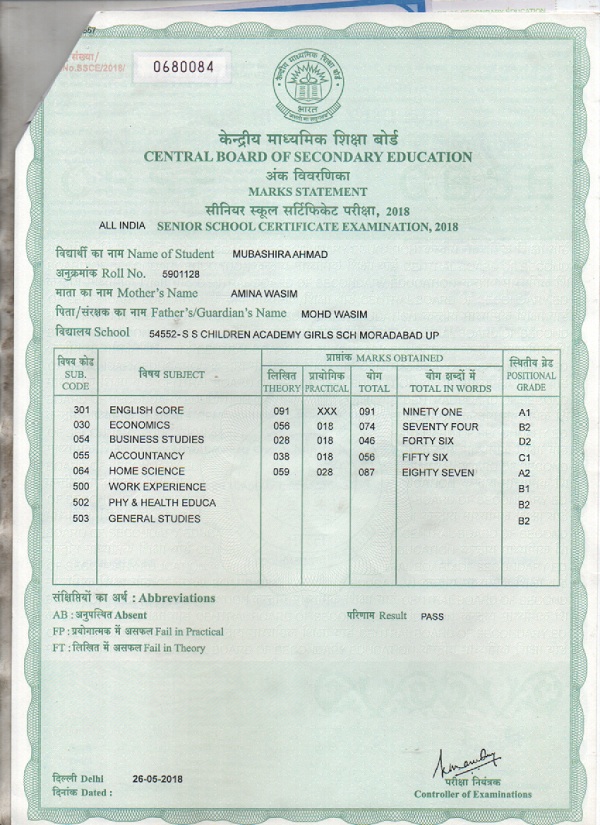 संख्या/
No.BSCE/2018/
0680084
केन्द्रीय माध्यमिक शिक्षा बोर्ड
भारत
केन्द्रीय माध्यमिक शिक्षा बोर्ड
CENTRAL BOARD OF SECONDARY EDUCATION
अंक विवरणिका
MARKS STATEMENT
सीनियर स्कूल सर्टिफिकेट परीक्षा, 2018
ALL INDIA SENIOR SCHOOL CERTIFICATE EXAMINATION, 2018
विद्यार्थी का नाम Name of Student MUBASHIRA AHMAD
अनुक्रमांक Roll No. 5901128
माता का नाम Mother's Name AMINA WASIM
पिता/संरक्षक का नाम Father's/Guardian's Name MOHD WASIM
विद्यालय School 54552-S S CHILDREN ACADEMY GIRLS SCH MORADABAD UP
विषय कोड SUB. CODE विषय SUBJECT प्राप्तांक MARKS OBTAINED स्थितीय ग्रेड POSITIONAL GRADE
लिखित THEORY प्रायोगिक PRACTICAL योग TOTAL योग शब्दों में TOTAL IN WORDS
301 ENGLISH CORE 091 XXX 091 NINETY ONE A1
030 ECONOMICS 056 018 074 SEVENTY FOUR B2
054 BUSINESS STUDIES 028 018 046 FORTY SIX D2
055 ACCOUNTANCY 038 018 056 FIFTY SIX C1
064 HOME SCIENCE 059 028 087 EIGHTY SEVEN A2
500 WORK EXPERIENCE B1
502 PHY & HEALTH EDUCA B2
503 GENERAL STUDIES B2
संक्षिप्तियों का अर्थ : Abbreviations
AB : अनुपस्थित Absent परिणाम Result PASS
FP : प्रयोगात्मक में असफल Fail in Practical
FT : लिखित में असफल Fail in Theory
दिल्ली Delhi 26-05-2018
दिनांक Dated :
परीक्षा नियंत्रक
Controller of Examinations